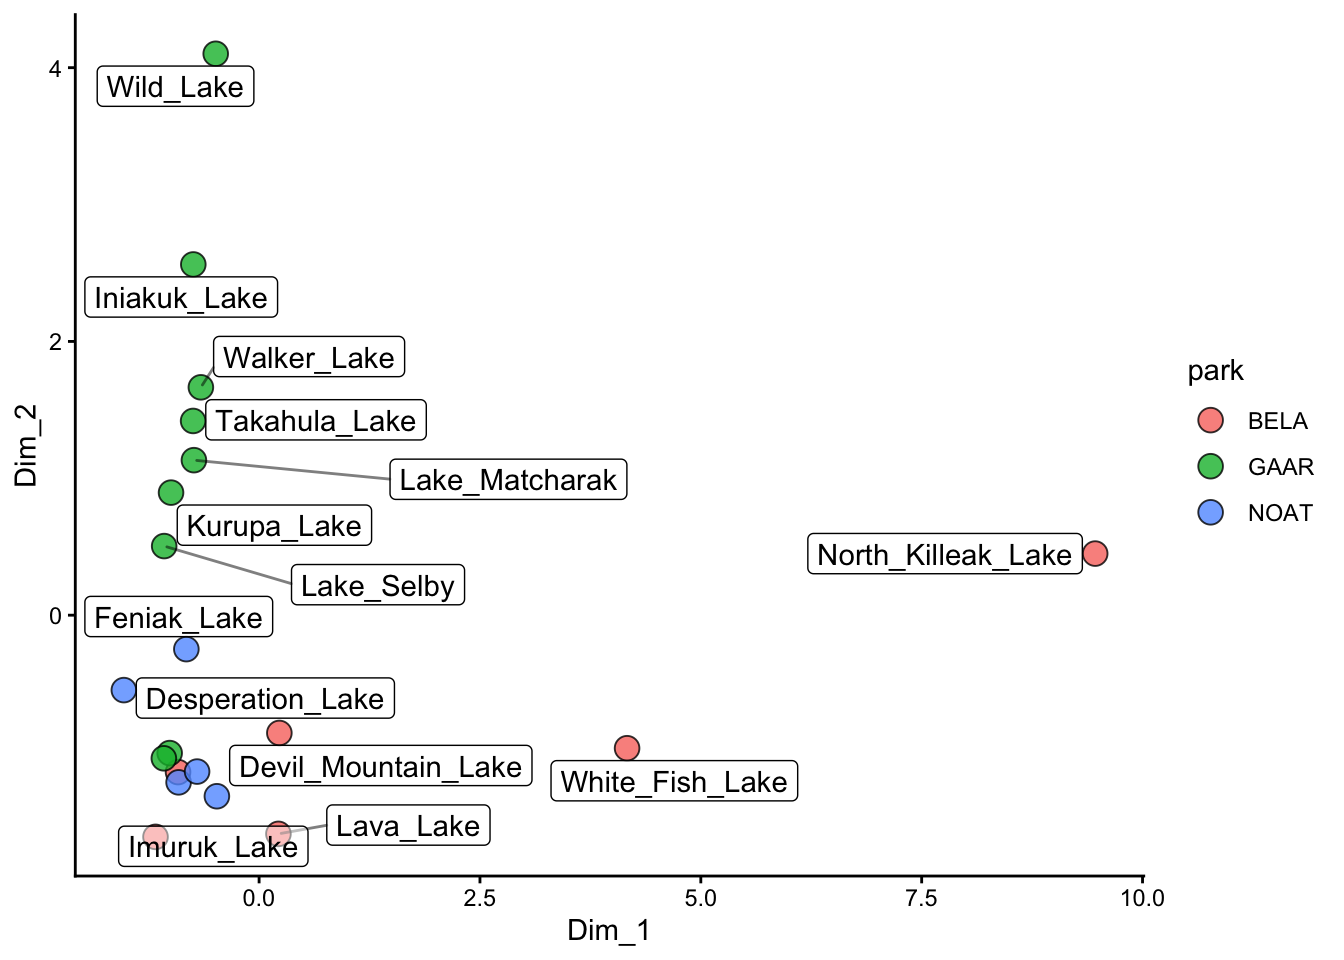 4
Wild_Lake
Iniakuk_Lake
2
Walker_Lake
Takahula_Lake
Lake_Matcharak
Kurupa_Lake
North_Killeak_Lake
Lake_Selby
0
Feniak_Lake
Desperation_Lake
Devil_Mountain_Lake
White_Fish_Lake
Lava_Lake
Imuruk_Lake
0.0 2.5 5.0 7.5 10.0
Dim_1
Dim_2
park
BELA
GAAR
NOAT